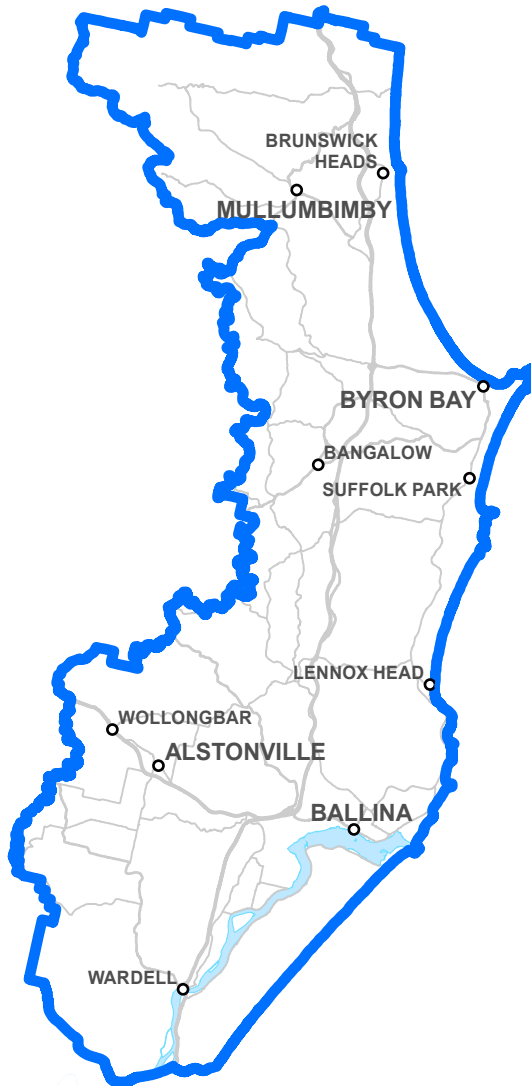 BRUNSWICK
HEADS
MULLUMBIMBY
BYRON BAY
BANGALOW
SUFFOLK PARK
LENNOX HEAD
WOLLONGBAR
ALSTONVILLE
BALLINA
WARDELL